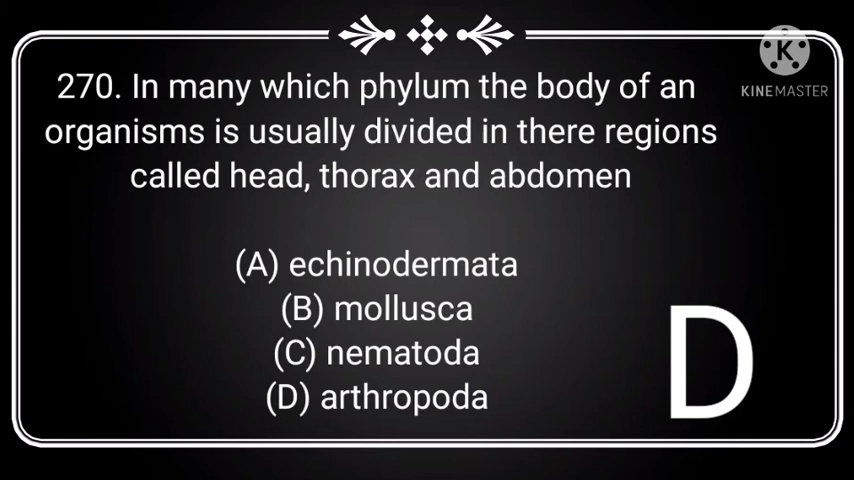 270. In many which phylum the body of an
organisms is usually divided in there regions
called head, thorax and abdomen
(A) echinodermata
(B) mollusca
(C) nematoda
(D) arthropoda
D
K
KINEMASTER